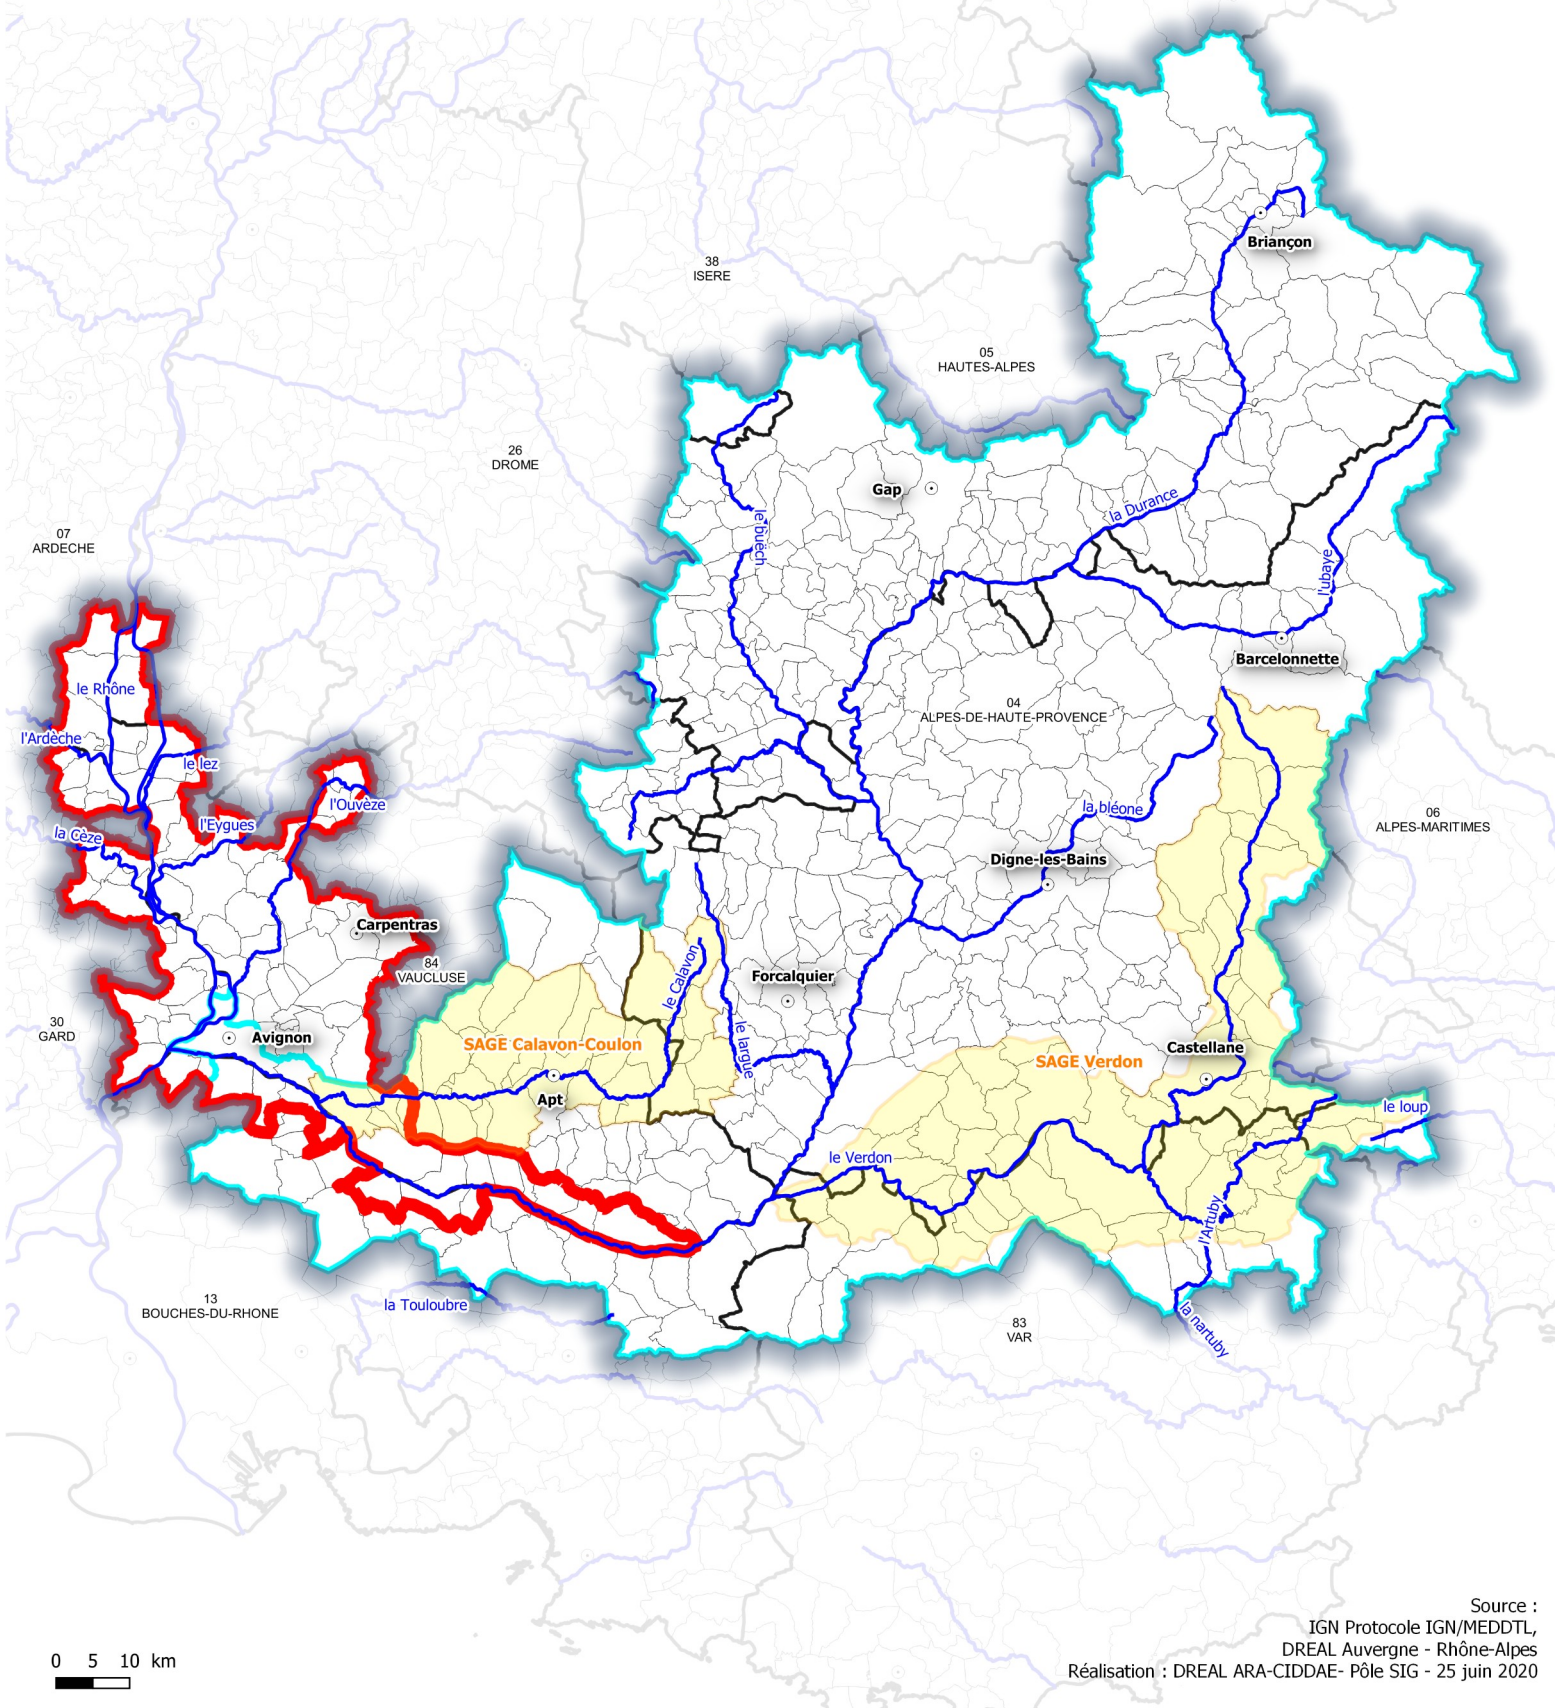 Briançon
38
ISERE
05
HAUTES-ALPES
26
DROME
Gap
la Durance
le buëch
07
ARDECHE
l'ubaye
Barcelonnette
le Rhône
04
ALPES-DE-HAUTE-PROVENCE
l'Ardèche
le lez
l'Ouvèze
la bléone
l'Eygues
la Cèze
06
ALPES-MARITIMES
Digne-les-Bains
Carpentras
84
VAUCLUSE
Forcalquier
le Calavon
30
GARD
Avignon
SAGE Calavon-Coulon
le largue
SAGE Verdon
Castellane
Apt
le loup
le Verdon
l'Artuby
13
BOUCHES-DU-RHONE
la Touloubre
83
VAR
la nartuby
Source :
IGN Protocole IGN/MEDDTL,
DREAL Auvergne - Rhône-Alpes
Réalisation : DREAL ARA-CIDDAE- Pôle SIG - 25 juin 2020
0 5 10 km